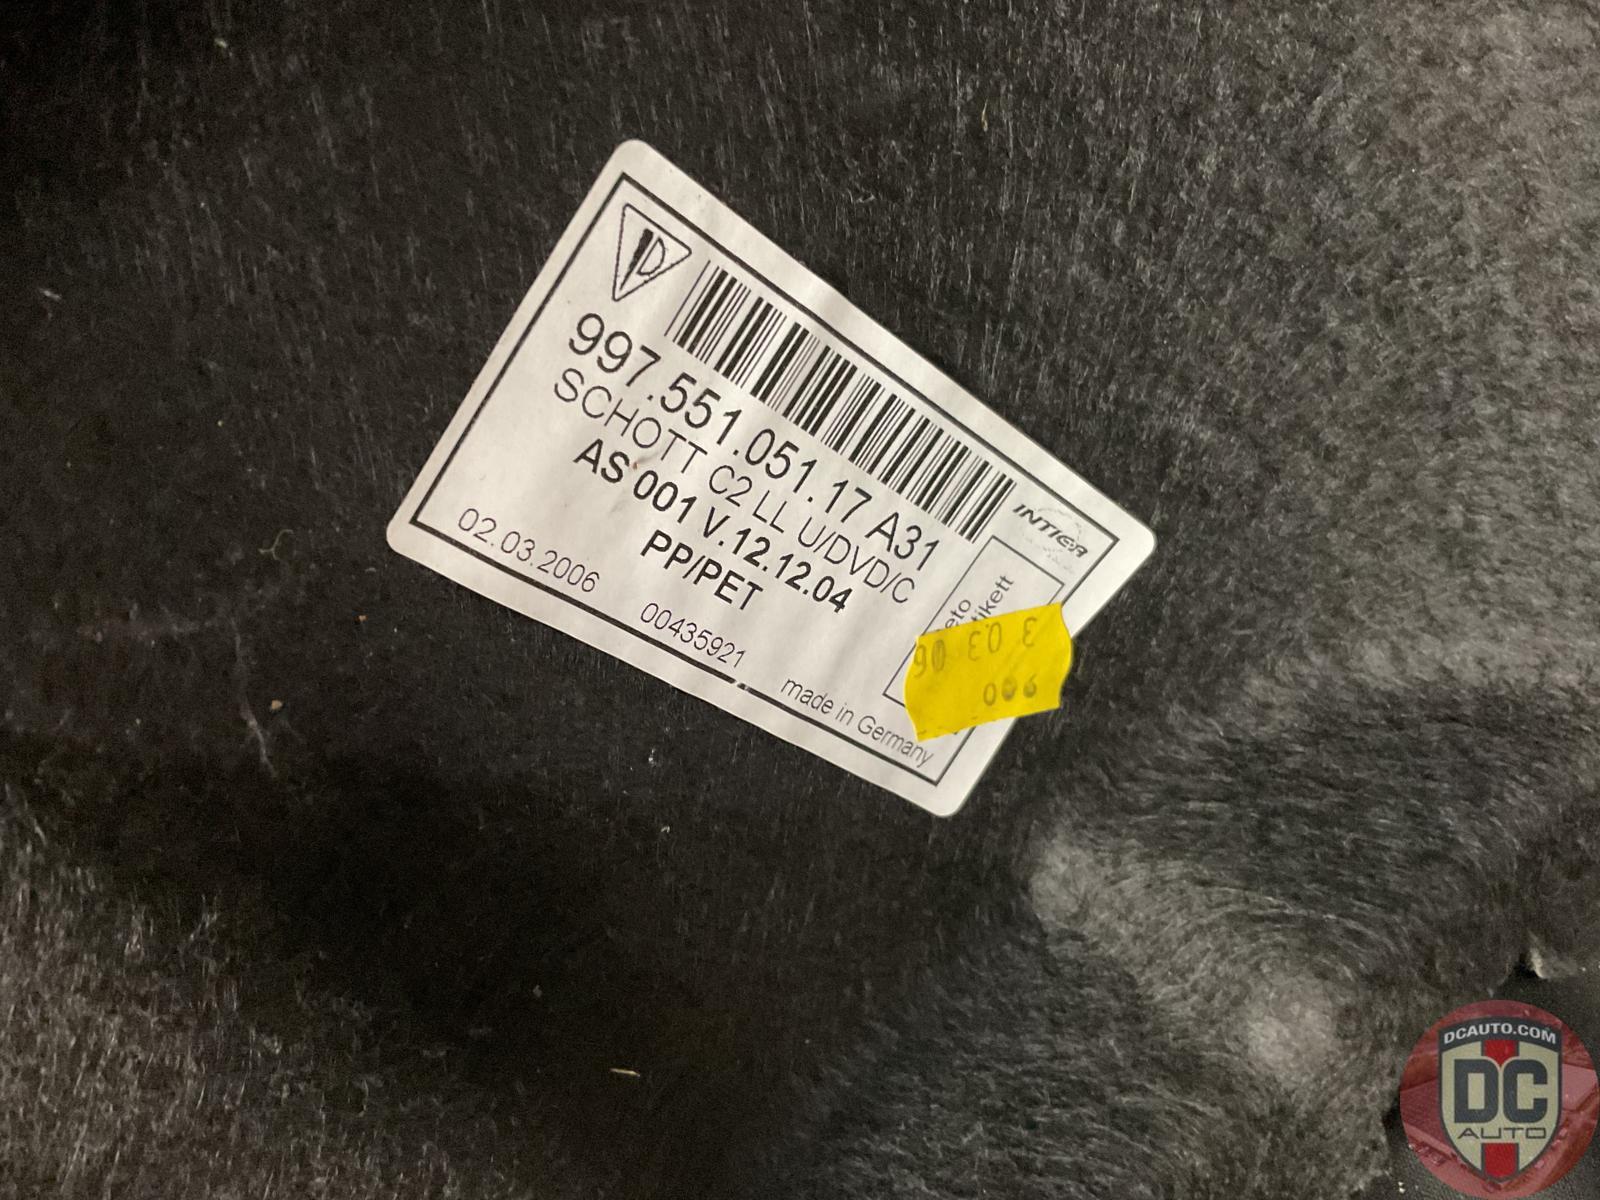 D
997.551.051.17 A31
SCHOTT C2 LL U/DVD/C
AS 001 V.12.12.04
PP/PET
02.03.2006 00435921
made in Germany
INTIER
3 03 06
DCAUTO.COM
DC
AUTO